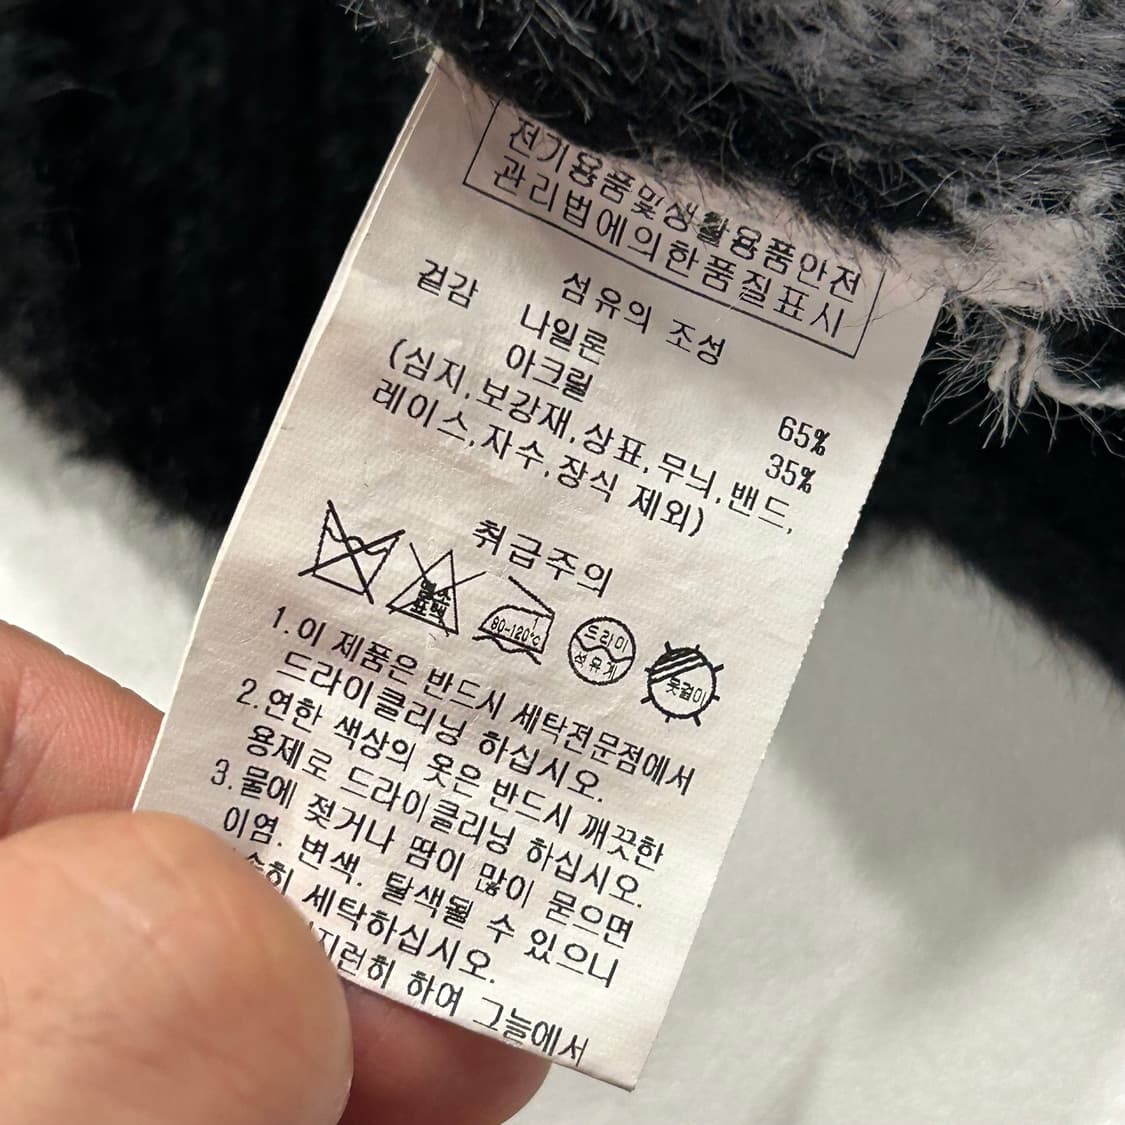 전기용품및생활용품안전
관리법에의한품질표시
섬유의 조성
겉감 나일론 65%
아크릴 35%
(심지,보강재,상표,무늬,밴드,
레이스,자수,장식 제외)
취급주의
염소
표백
80-120℃
드라이
석유계
옷걸이
1.이 제품은 반드시 세탁전문점에서
드라이클리닝 하십시오.
2.연한 색상의 옷은 반드시 깨끗한
용제로 드라이클리닝 하십시오.
3.물에 젖거나 땀이 많이 묻으면
이염. 변색. 탈색될 수 있으니
세탁하십시오.
하여 그늘에서